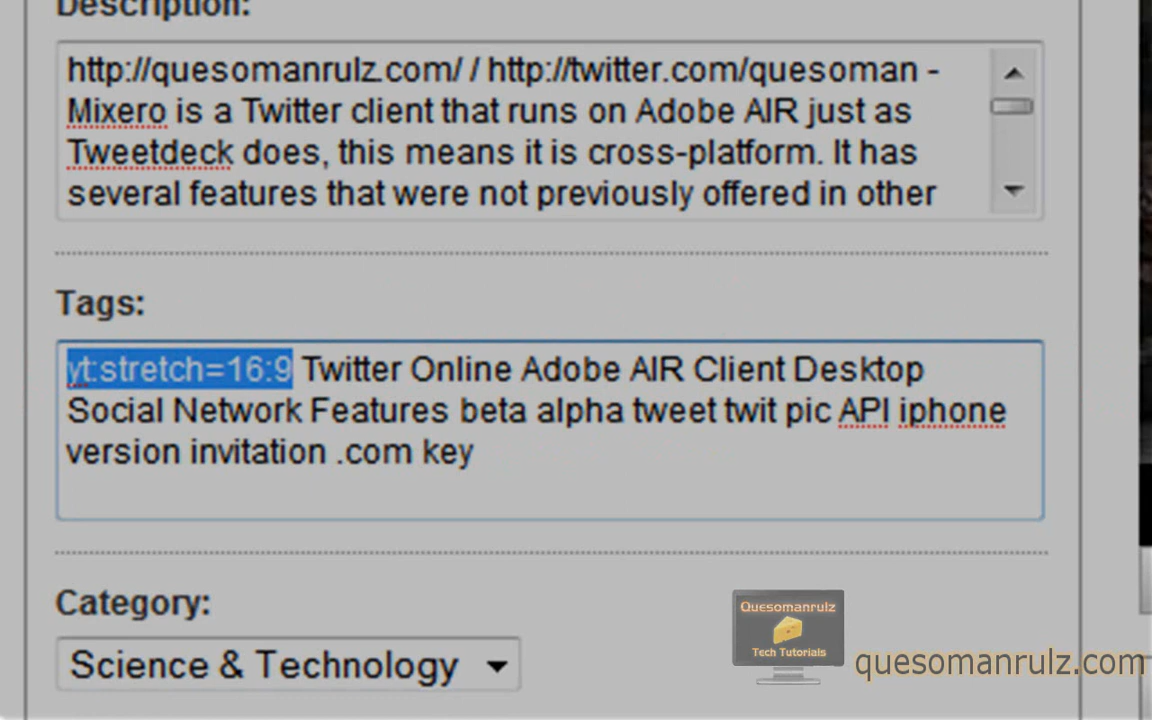 Description:
http://quesomanrulz.com/ / http://twitter.com/quesoman -
Mixero is a Twitter client that runs on Adobe AIR just as
Tweetdeck does, this means it is cross-platform. It has
several features that were not previously offered in other
Tags:
yt:stretch=16:9 Twitter Online Adobe AIR Client Desktop
Social Network Features beta alpha tweet twit pic API iphone
version invitation .com key
Category:
Science & Technology
Quesomanrulz
Tech Tutorials
quesomanrulz.com